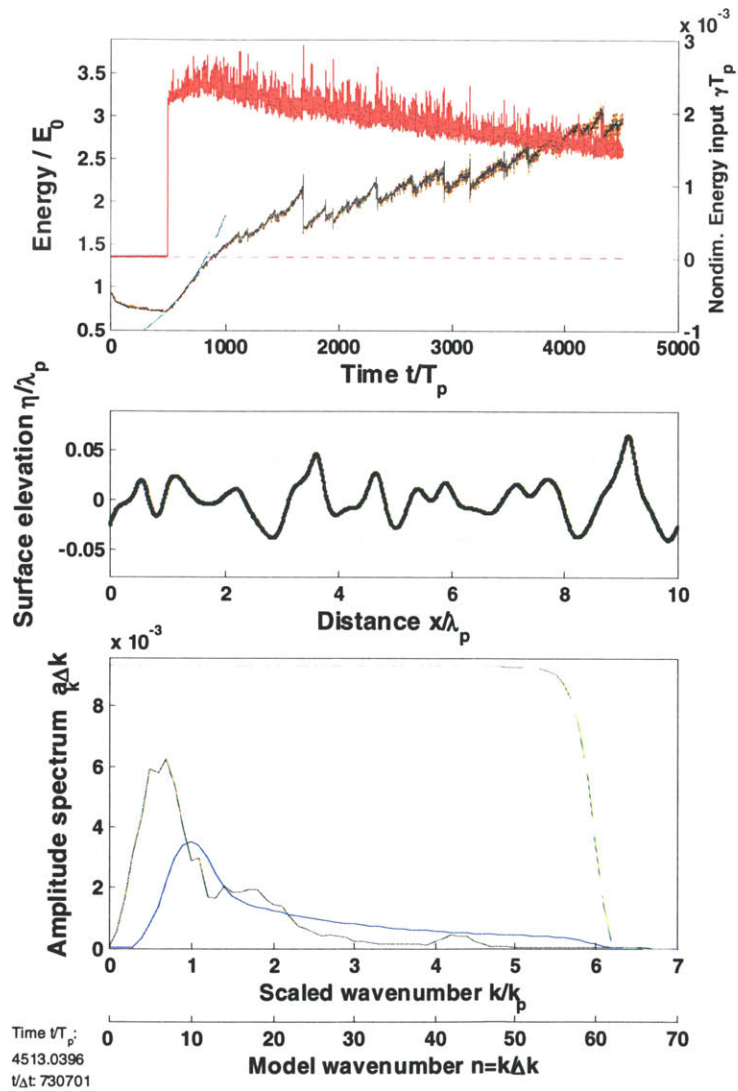 x 10^-3
3.5
3
2.5
2
1.5
1
0.5
3
2
1
0
-1
Energy / E_0
Nondim. Energy input γT_p
0 1000 2000 3000 4000 5000
Time t/T_p
Surface elevation η/λ_p
0.05
0
-0.05
0 2 4 6 8 10
Distance x/λ_p
x 10^-3
Amplitude spectrum a_kΔk
8
6
4
2
0
0 1 2 3 4 5 6 7
Scaled wavenumber k/k_p
0 10 20 30 40 50 60 70
Model wavenumber n=kΔk
Time t/T_p:
4513.0396
t/Δt: 730701